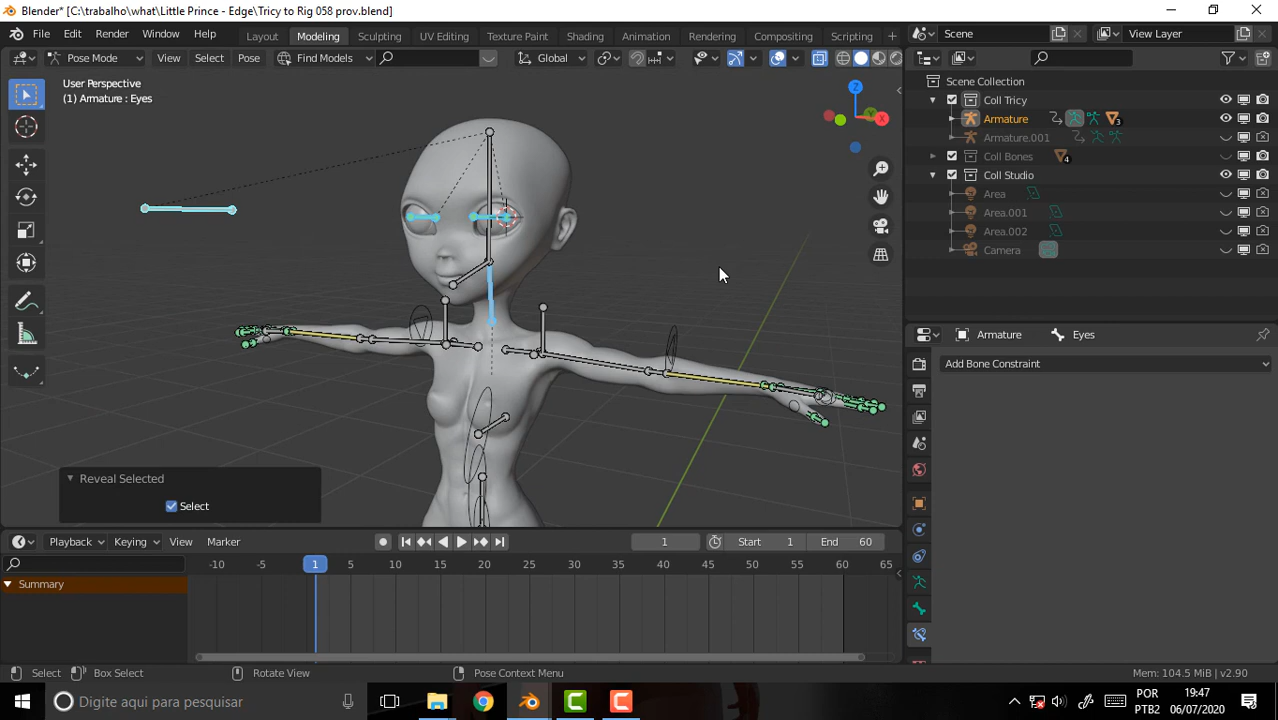 Blender* [C:\trabalho\what\Little Prince - Edge\Tricy to Rig 058 prov.blend]
File Edit Render Window Help Layout Modeling Sculpting UV Editing Texture Paint Shading Animation Rendering Compositing Scripting Scene View Layer
Pose Mode View Select Pose Find Models Global
User Perspective
(1) Armature : Eyes
Z
X
Y
Scene Collection
Coll Tricy
Armature 3
Armature.001
Coll Bones 4
Coll Studio
Area
Area.001
Area.002
Camera
Armature Eyes
Add Bone Constraint
Reveal Selected
Select
Playback Keying View Marker 1 Start 1 End 60
-10 -5 1 5 10 15 20 25 30 35 40 45 50 55 60 65
Summary
Select Box Select Rotate View Pose Context Menu Mem: 104.5 MiB | v2.90
Digite aqui para pesquisar
POR
PTB2
19:47
06/07/2020